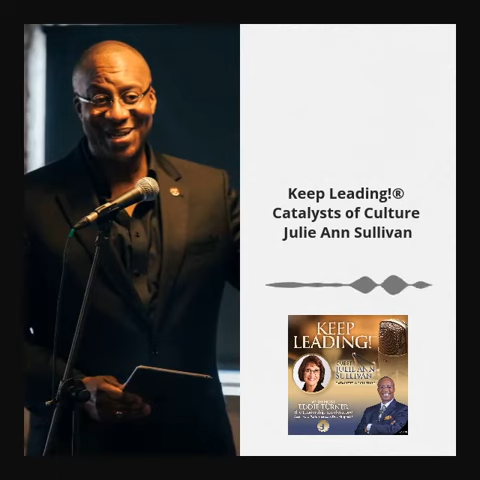 Keep Leading!®
Catalysts of Culture
Julie Ann Sullivan
KEEP
LEADING!
JULIE ANN
SULLIVAN
EDDIE TURNER